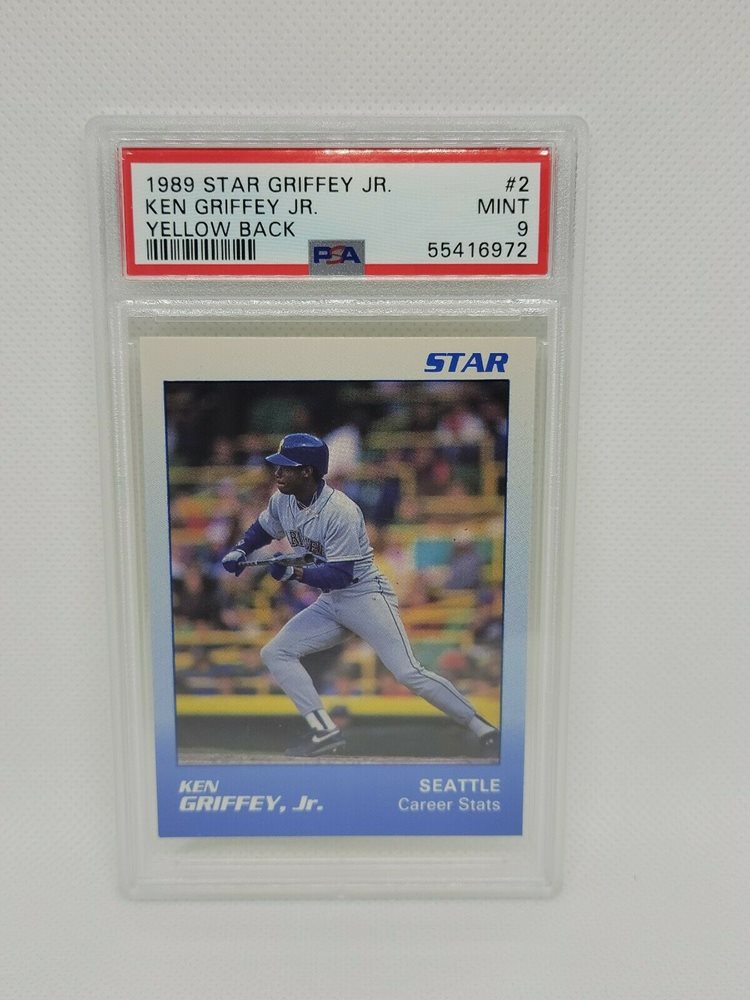 1989 STAR GRIFFEY JR. #2
KEN GRIFFEY JR. MINT
YELLOW BACK 9
PSA 55416972
STAR
KEN SEATTLE
GRIFFEY, Jr. Career Stats